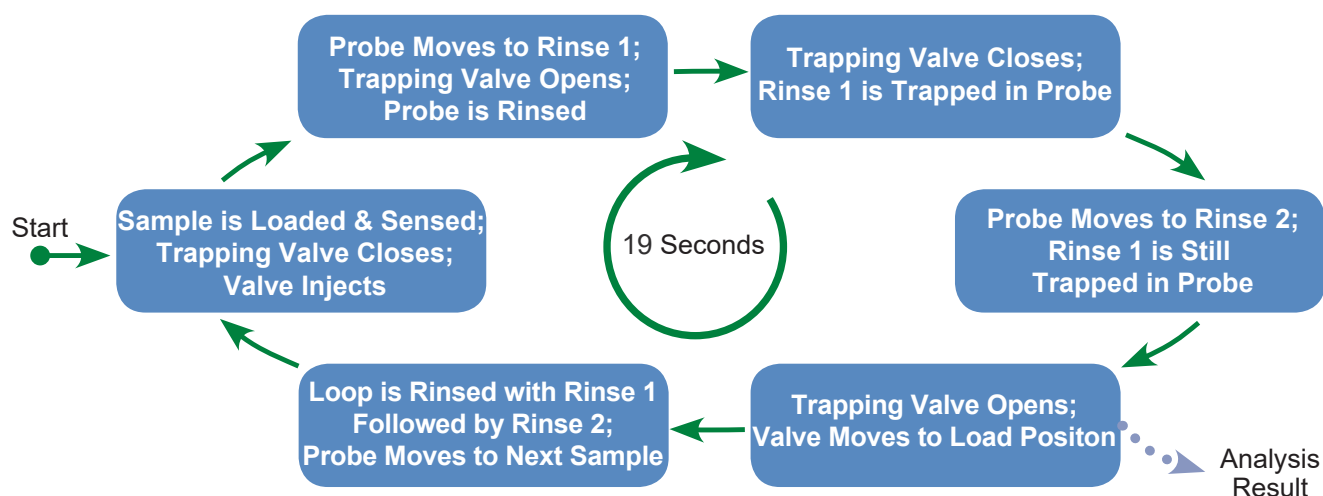 Start
Sample is Loaded & Sensed;
Trapping Valve Closes;
Valve Injects
Probe Moves to Rinse 1;
Trapping Valve Opens;
Probe is Rinsed
Trapping Valve Closes;
Rinse 1 is Trapped in Probe
Probe Moves to Rinse 2;
Rinse 1 is Still
Trapped in Probe
Trapping Valve Opens;
Valve Moves to Load Positon
Analysis
Result
Loop is Rinsed with Rinse 1
Followed by Rinse 2;
Probe Moves to Next Sample
19 Seconds